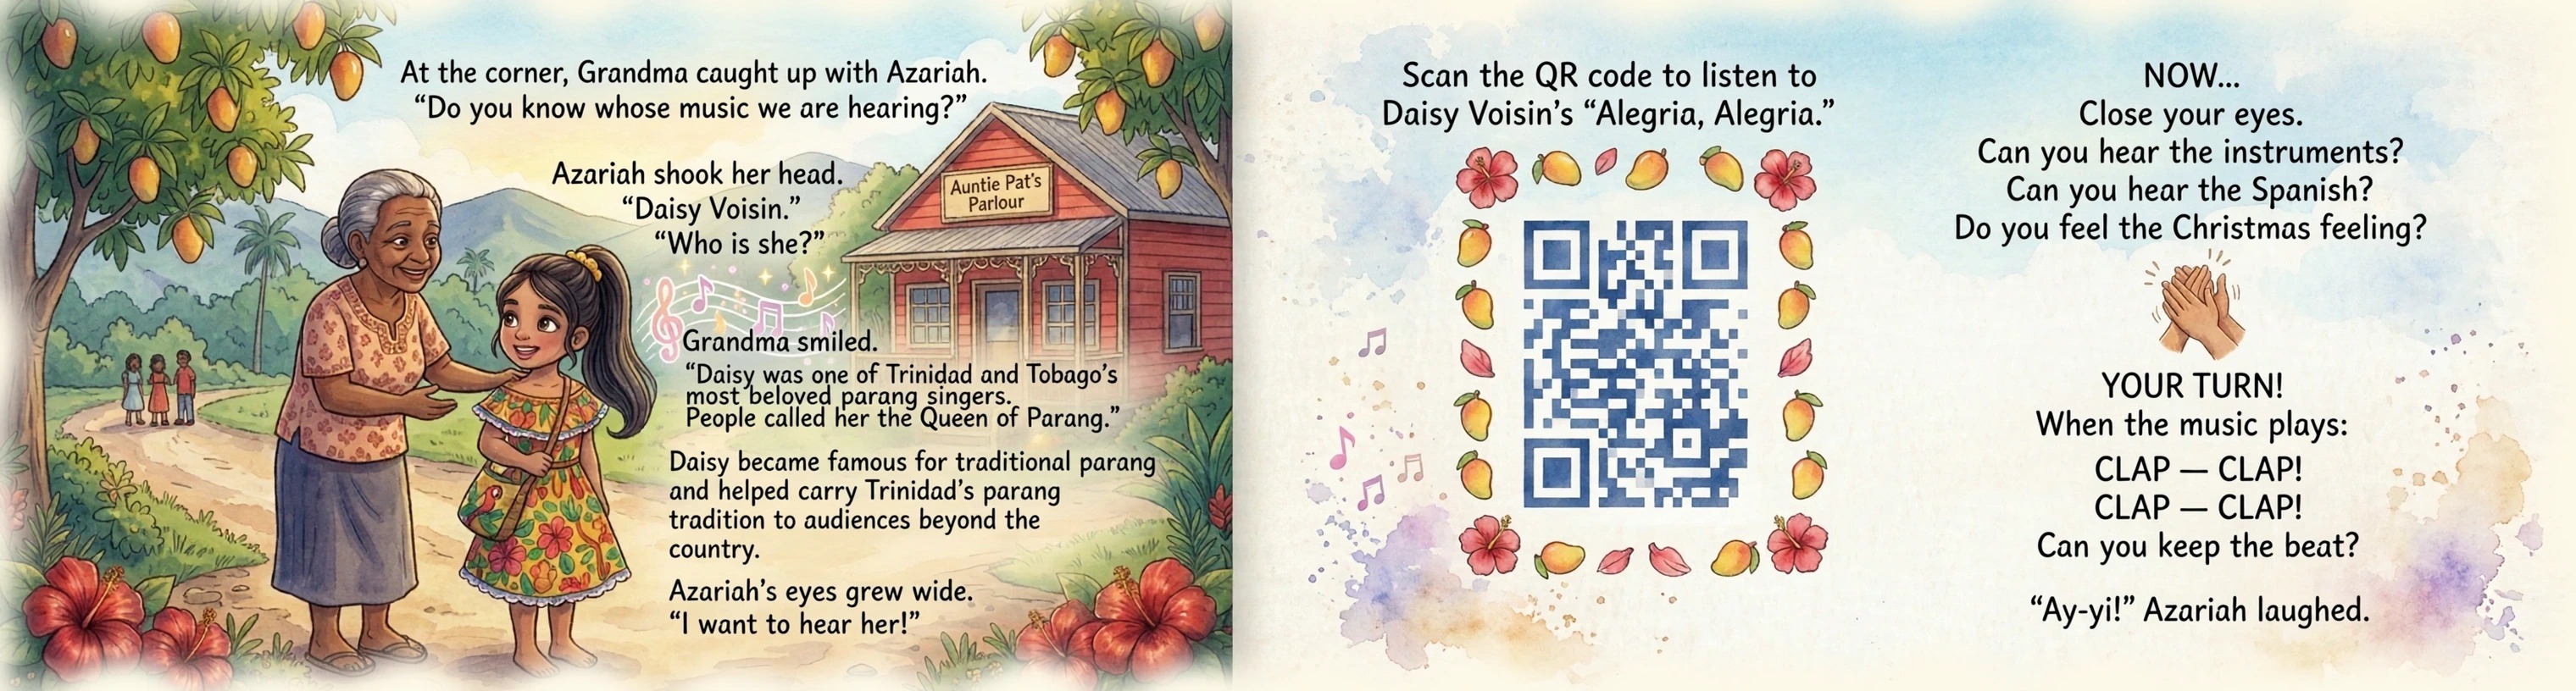 At the corner, Grandma caught up with Azariah.
“Do you know whose music we are hearing?”
Azariah shook her head.
“Daisy Voisin.”
“Who is she?”
Auntie Pat's
Parlour
Grandma smiled.
“Daisy was one of Trinidad and Tobago's
most beloved parang singers.
People called her the Queen of Parang.”
Daisy became famous for traditional parang
and helped carry Trinidad's parang
tradition to audiences beyond the
country.
Azariah's eyes grew wide.
“I want to hear her!”
Scan the QR code to listen to
Daisy Voisin's “Alegria, Alegria.”
NOW...
Close your eyes.
Can you hear the instruments?
Can you hear the Spanish?
Do you feel the Christmas feeling?
YOUR TURN!
When the music plays:
CLAP — CLAP!
CLAP — CLAP!
Can you keep the beat?
“Ay-yi!” Azariah laughed.